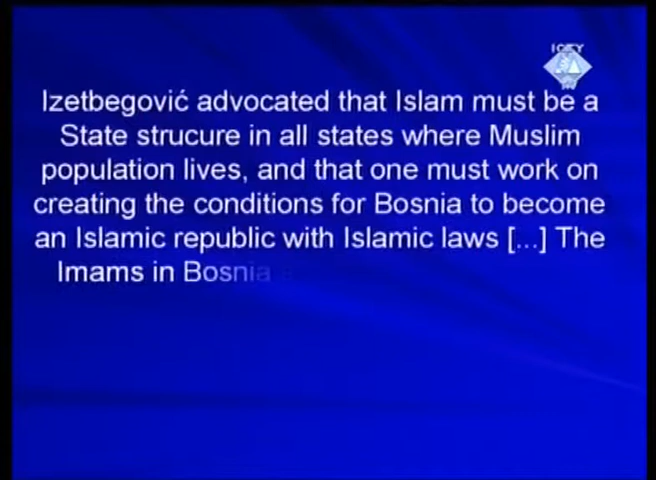 ICTY
Izetbegović advocated that Islam must be a
State strucure in all states where Muslim
population lives, and that one must work on
creating the conditions for Bosnia to become
an Islamic republic with Islamic laws [...] The
Imams in Bosnia